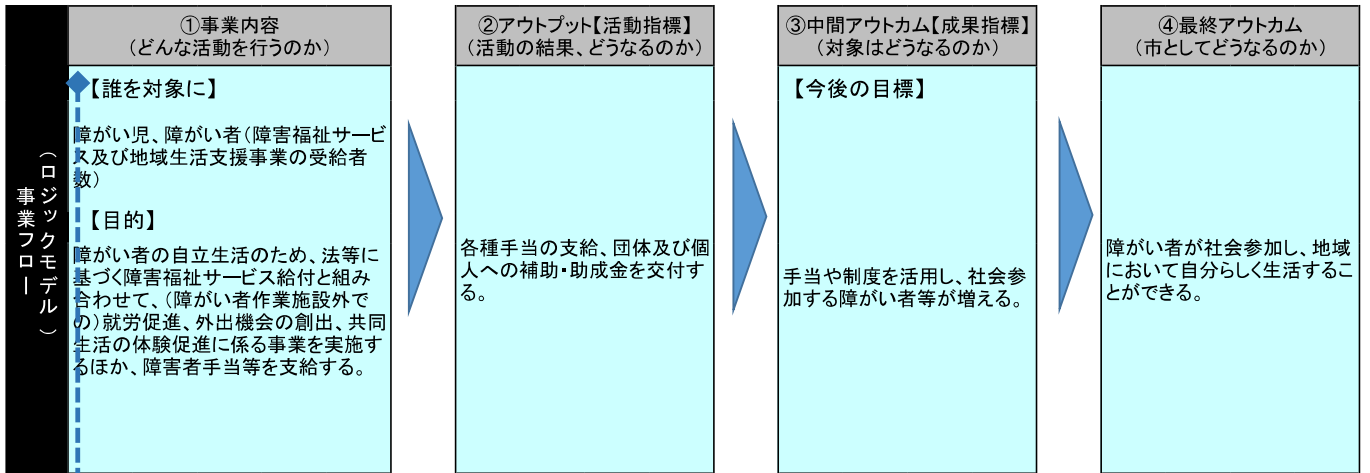 事業フロー
（ロジックモデル）
①事業内容
（どんな活動を行うのか）
【誰を対象に】
障がい児、障がい者（障害福祉サービ
ス及び地域生活支援事業の受給者
数）
【目的】
障がい者の自立生活のため、法等に
基づく障害福祉サービス給付と組み
合わせて、（障がい者作業施設外で
の）就労促進、外出機会の創出、共同
生活の体験促進に係る事業を実施す
るほか、障害者手当等を支給する。
②アウトプット【活動指標】
（活動の結果、どうなるのか）
各種手当の支給、団体及び個
人への補助・助成金を交付す
る。
③中間アウトカム【成果指標】
（対象はどうなるのか）
【今後の目標】
手当や制度を活用し、社会参
加する障がい者等が増える。
④最終アウトカム
（市としてどうなるのか）
障がい者が社会参加し、地域
において自分らしく生活するこ
とができる。